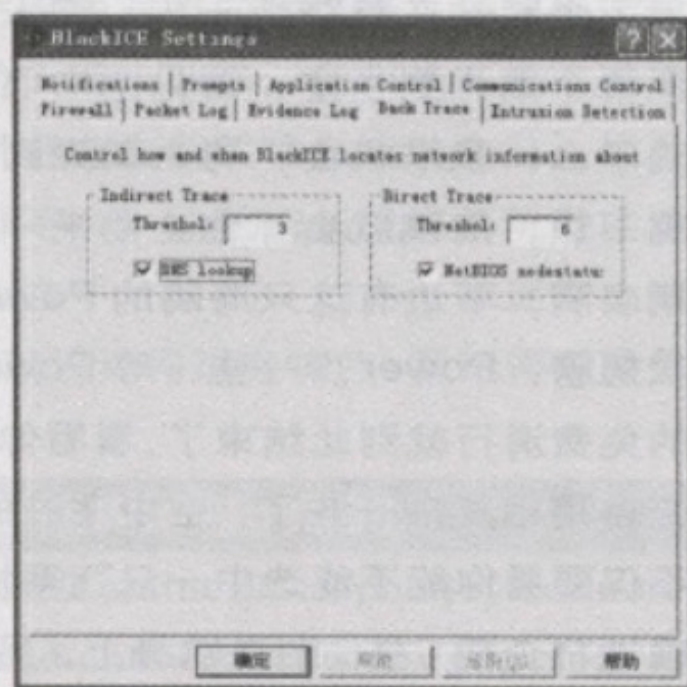 BlackICE Settings
Notifications | Prompts | Application Control | Communications Control
Firewall | Packet Log | Evidence Log Back Trace | Intrusion Detection
Control how and when BlackICE locates network information about
Indirect Trace Direct Trace
Threshol: 3 Threshol: 6
DNS lookup NetBIOS nodestatu:
确定 帮助